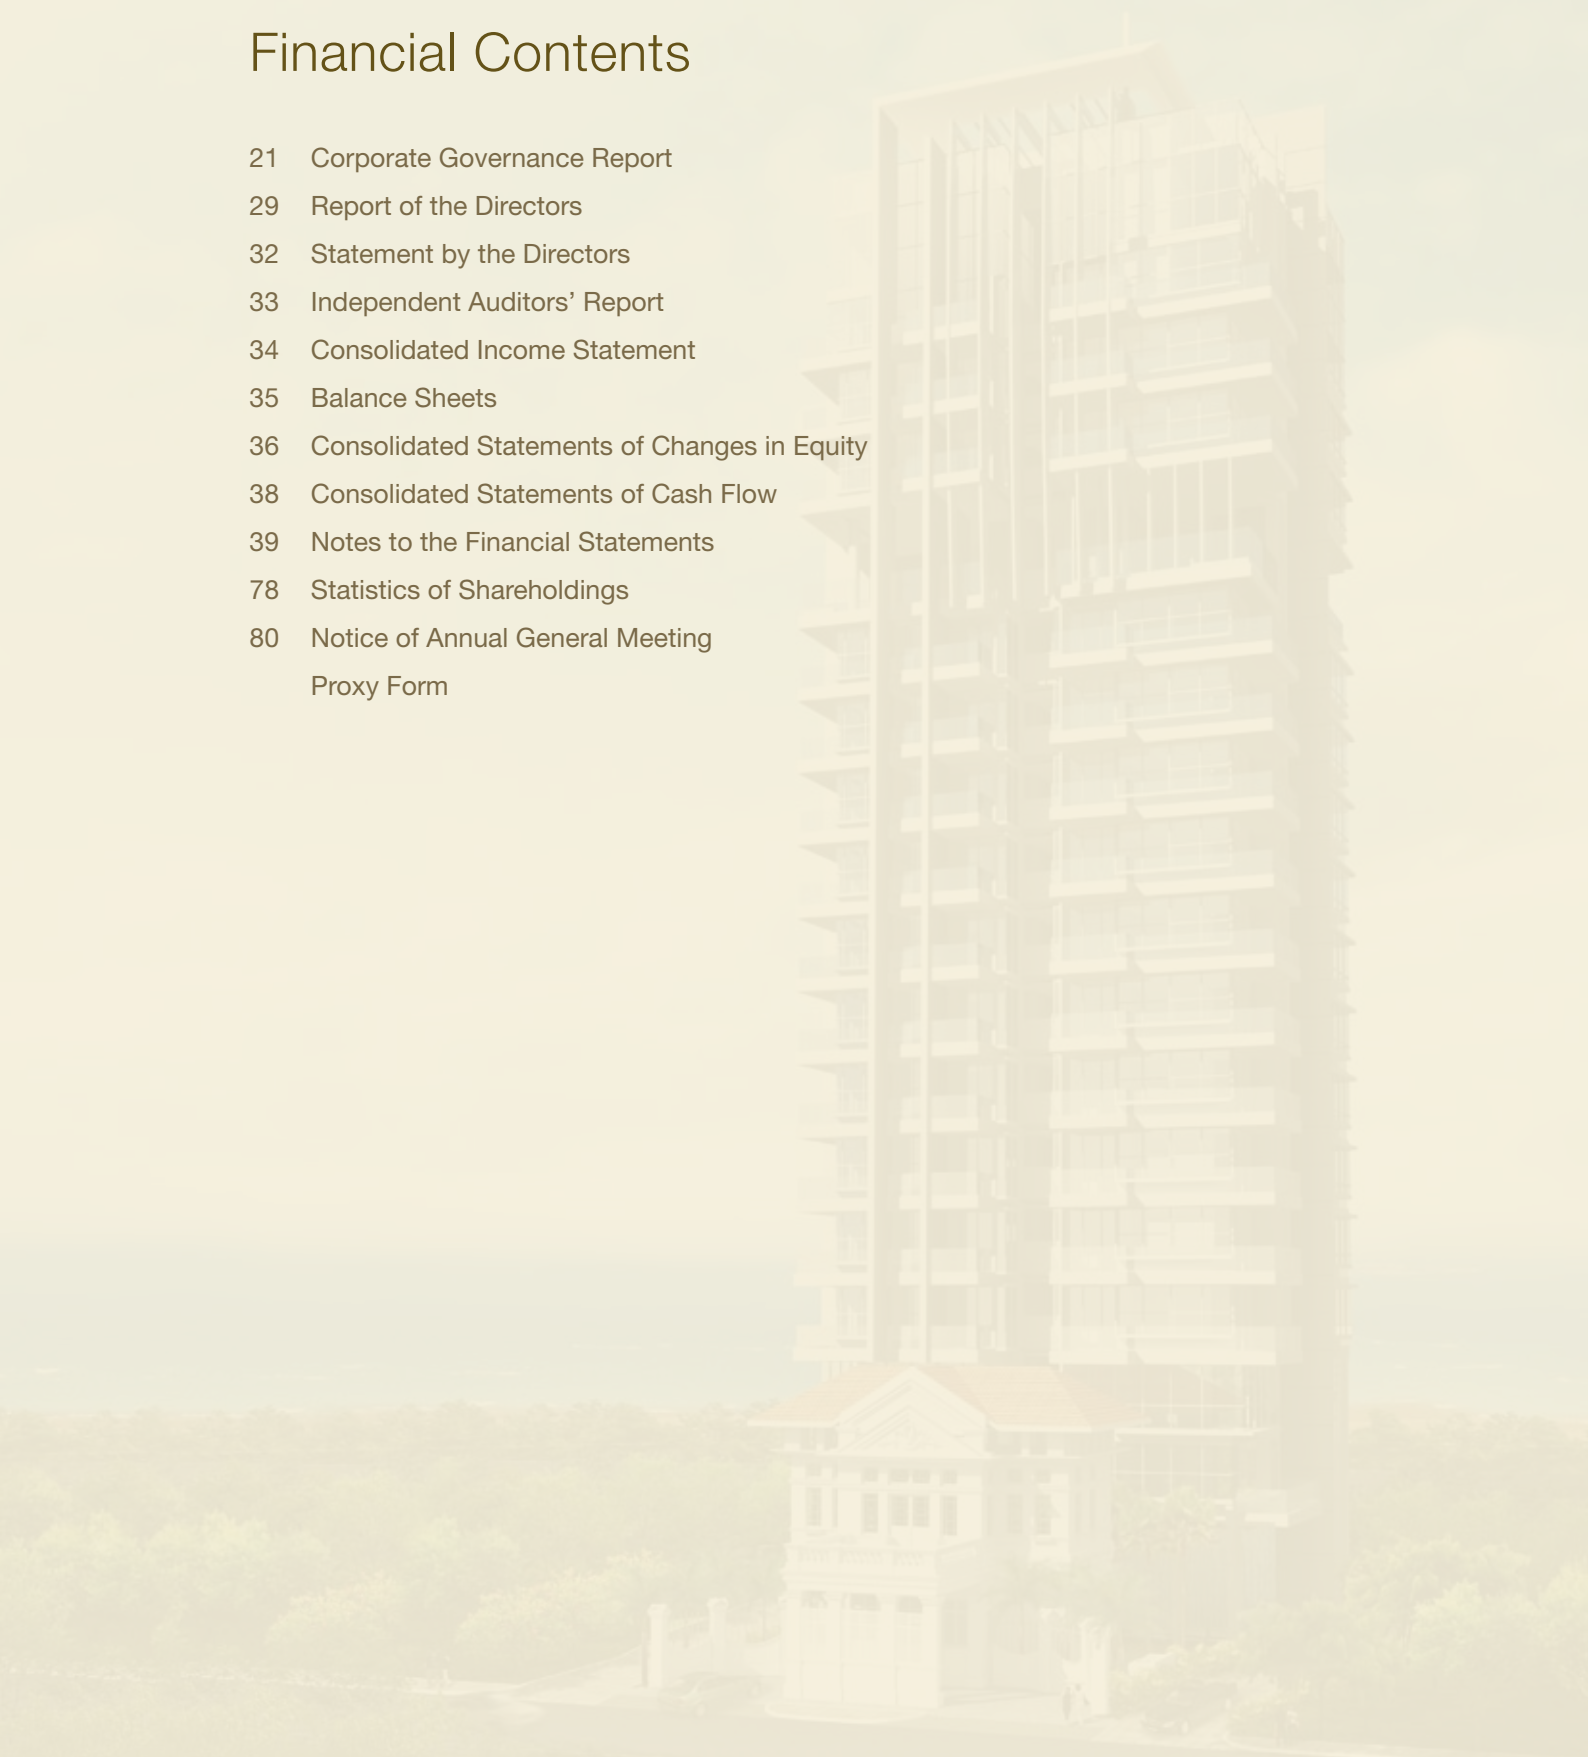 Financial Contents
21 Corporate Governance Report
29 Report of the Directors
32 Statement by the Directors
33 Independent Auditors’ Report
34 Consolidated Income Statement
35 Balance Sheets
36 Consolidated Statements of Changes in Equity
38 Consolidated Statements of Cash Flow
39 Notes to the Financial Statements
78 Statistics of Shareholdings
80 Notice of Annual General Meeting
Proxy Form